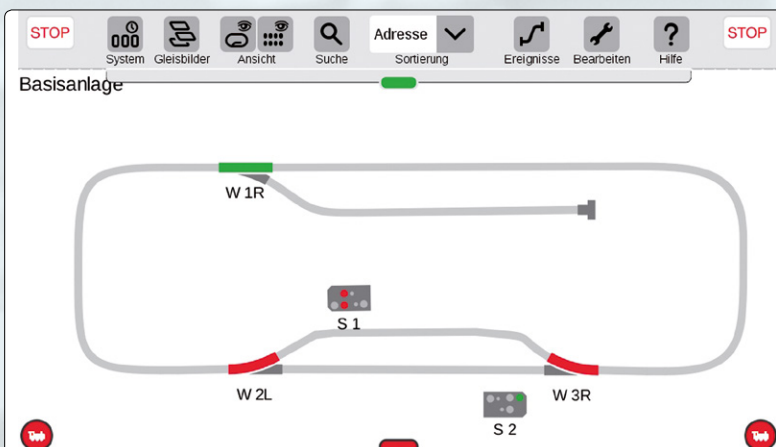 STOP
System
Gleisbilder
Ansicht
Suche
Adresse
Sortierung
Ereignisse
Bearbeiten
?
Hilfe
STOP
Basisanlage
W 1R
S 1
W 2L
W 3R
S 2